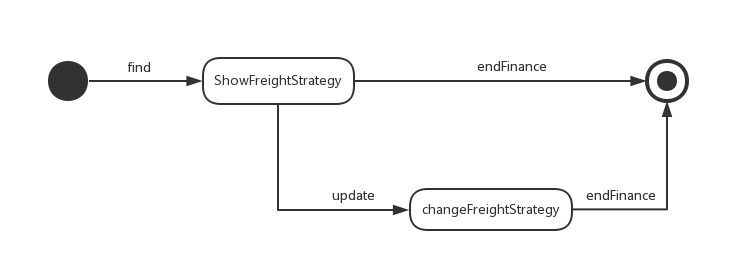 find
endFinance
ShowFreightStrategy
update
endFinance
changeFreightStrategy